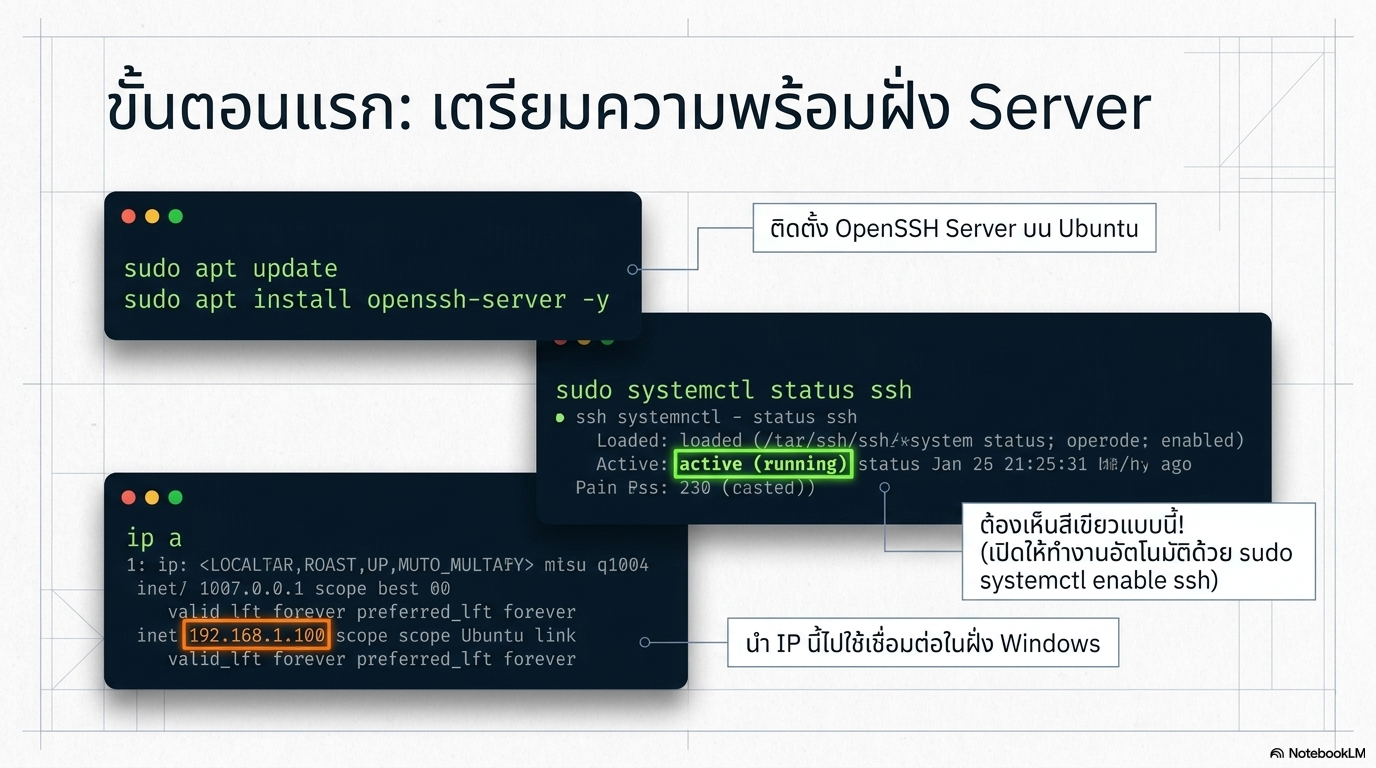 ขั้นตอนแรก: เตรียมความพร้อมฝั่ง Server
sudo apt update
sudo apt install openssh-server -y
ติดตั้ง OpenSSH Server บน Ubuntu
sudo systemctl status ssh
ssh systemnctl - status ssh
Loaded: loaded (/tar/ssh/ssh/*system status; operode; enabled)
Active: active (running) status Jan 25 21:25:31 ago
Pain Pss: 230 (casted))
ต้องเห็นสีเขียวแบบนี้!
(เปิดให้ทำงานอัตโนมัติด้วย sudo
systemctl enable ssh)
ip a
1: ip: <LOCALTAR,ROAST,UP,MUTO_MULTAFY> mtsu q1004
inet/ 1007.0.0.1 scope best 00
valid_lft forever preferred_lft forever
inet 192.168.1.100 scope scope Ubuntu link
valid_lft forever preferred_lft forever
นำ IP นี้ไปใช้เชื่อมต่อในฝั่ง Windows
NotebookLM